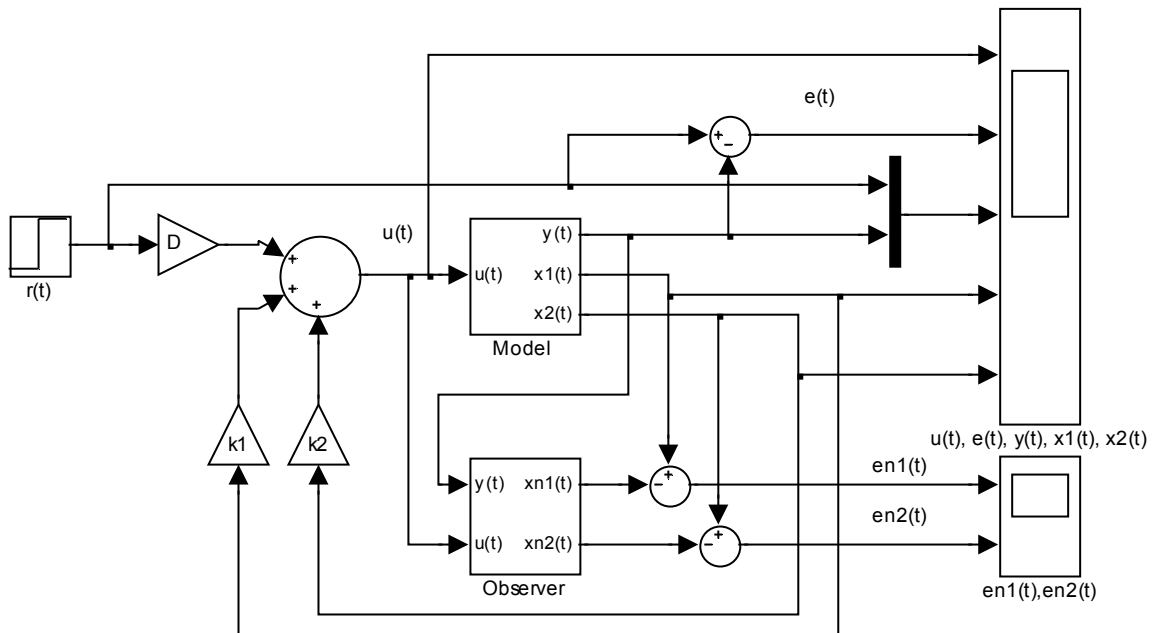 e(t)
+
−
D
u(t)
r(t)
+
+
+
u(t)
y(t)
x1(t)
x2(t)
Model
k1
k2
u(t), e(t), y(t), x1(t), x2(t)
y(t)
u(t)
xn1(t)
xn2(t)
Observer
+
−
+
−
en1(t)
en2(t)
en1(t),en2(t)